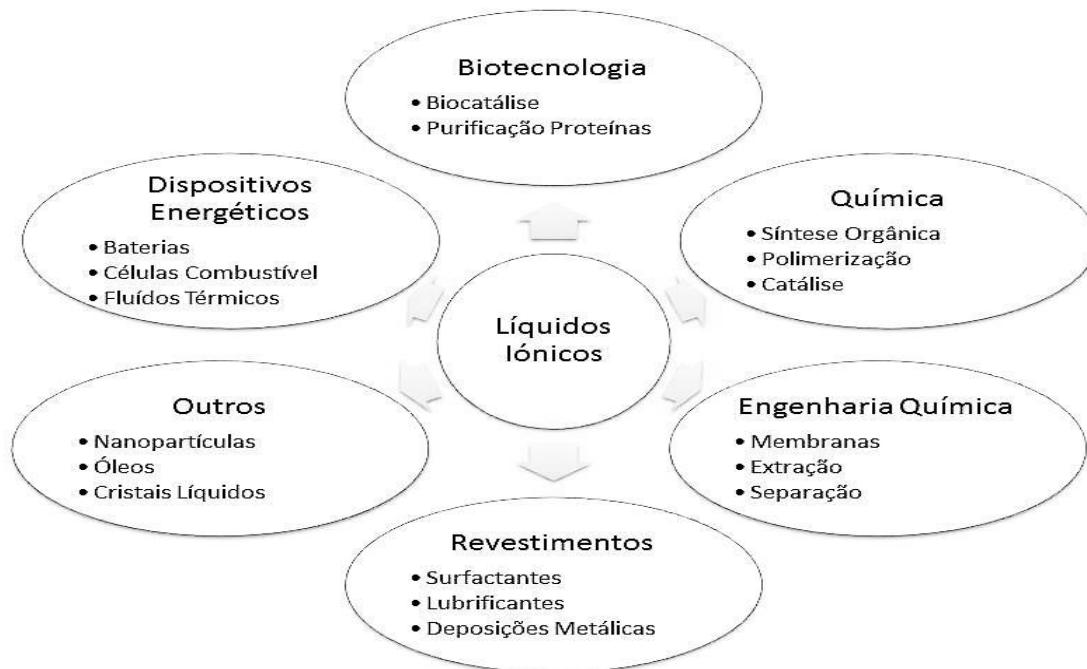 Biotecnologia
• Biocatálise
• Purificação Proteínas
Dispositivos
Energéticos
• Baterias
• Células Combustível
• Fluídos Térmicos
Química
• Síntese Orgânica
• Polimerização
• Catálise
Líquidos
Iónicos
Outros
• Nanopartículas
• Óleos
• Cristais Líquidos
Engenharia Química
• Membranas
• Extração
• Separação
Revestimentos
• Surfactantes
• Lubrificantes
• Deposições Metálicas